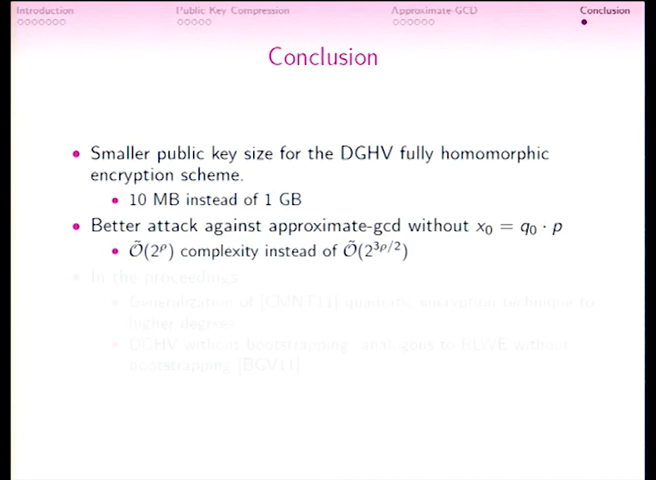 Introduction Public Key Compression Approximate-GCD Conclusion
Conclusion
Smaller public key size for the DGHV fully homomorphic
encryption scheme.
10 MB instead of 1 GB
Better attack against approximate-gcd without x₀ = q₀ · p
Õ(2^ρ) complexity instead of Õ(2^{3ρ/2})
In the proceedings
Generalization of [CMNT11] quadratic encryption technique to
higher degrees
DGHV without bootstrapping, analogous to RLWE without
bootstrapping [BGV11]